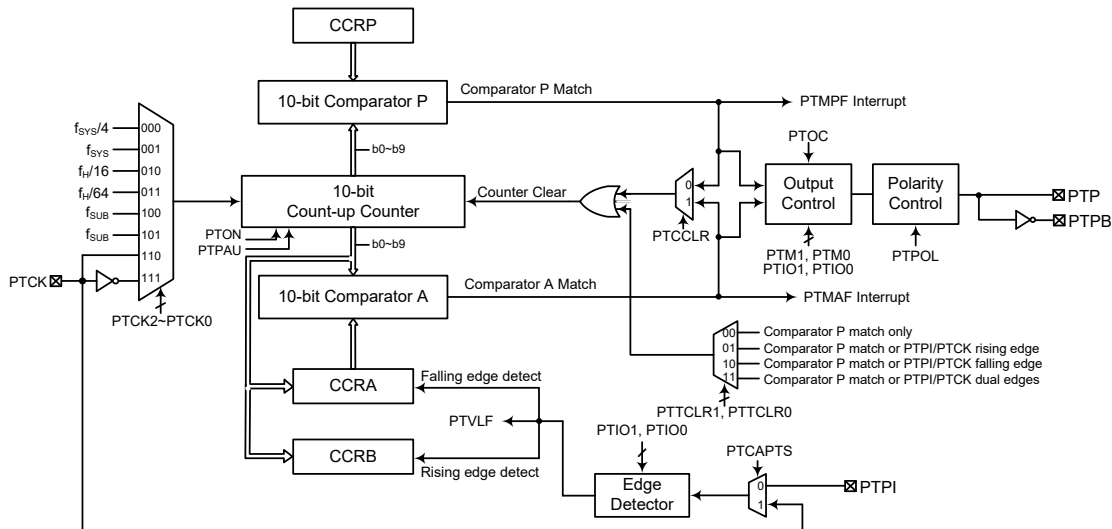 CCRP
10-bit Comparator P
Comparator P Match
PTMPF Interrupt
b0~b9
fSYS/4
fSYS
fH/16
fH/64
fSUB
fSUB
000
001
010
011
100
101
110
111
PTCK
PTCK2~PTCK0
10-bit
Count-up Counter
PTON
PTPAU
Counter Clear
b0~b9
0
1
PTCCLR
PTOC
Output
Control
PTM1, PTM0
PTIO1, PTIO0
Polarity
Control
PTPOL
PTP
PTPB
10-bit Comparator A
Comparator A Match
PTMAF Interrupt
00
01
10
11
Comparator P match only
Comparator P match or PTPI/PTCK rising edge
Comparator P match or PTPI/PTCK falling edge
Comparator P match or PTPI/PTCK dual edges
PTTCLR1, PTTCLR0
CCRA
Falling edge detect
PTVLF
CCRB
Rising edge detect
PTIO1, PTIO0
Edge
Detector
PTCAPTS
0
1
PTPI